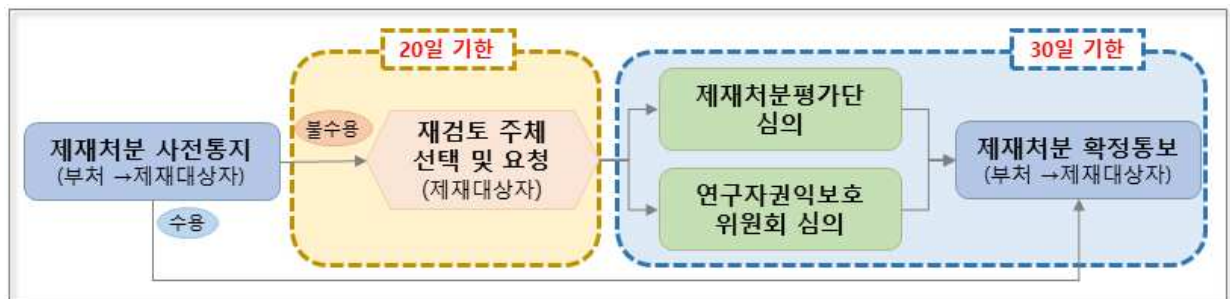 20일 기한
30일 기한
제재처분 사전통지
(부처 →제재대상자)
불수용
수용
재검토 주체
선택 및 요청
(제재대상자)
제재처분평가단
심의
연구자권익보호
위원회 심의
제재처분 확정통보
(부처 →제재대상자)